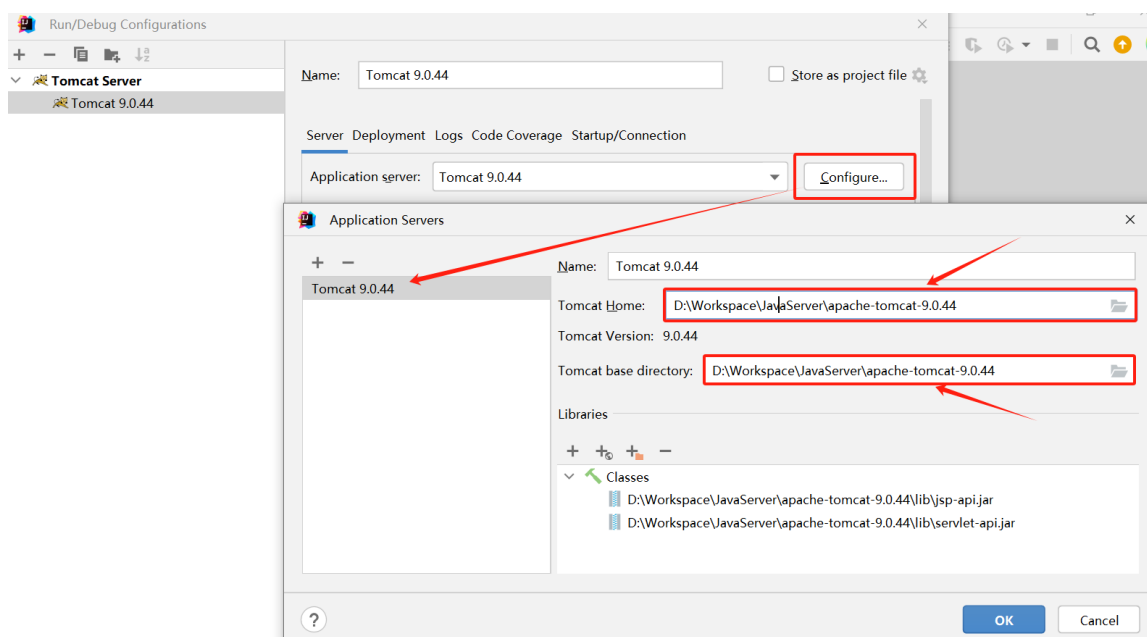 Run/Debug Configurations
Tomcat Server
Tomcat 9.0.44
Name: Tomcat 9.0.44 Store as project file
Server Deployment Logs Code Coverage Startup/Connection
Application server: Tomcat 9.0.44 Configure...
Application Servers
Tomcat 9.0.44
Name: Tomcat 9.0.44
Tomcat Home: D:\Workspace\JavaServer\apache-tomcat-9.0.44
Tomcat Version: 9.0.44
Tomcat base directory: D:\Workspace\JavaServer\apache-tomcat-9.0.44
Libraries
Classes
D:\Workspace\JavaServer\apache-tomcat-9.0.44\lib\jsp-api.jar
D:\Workspace\JavaServer\apache-tomcat-9.0.44\lib\servlet-api.jar
? OK Cancel